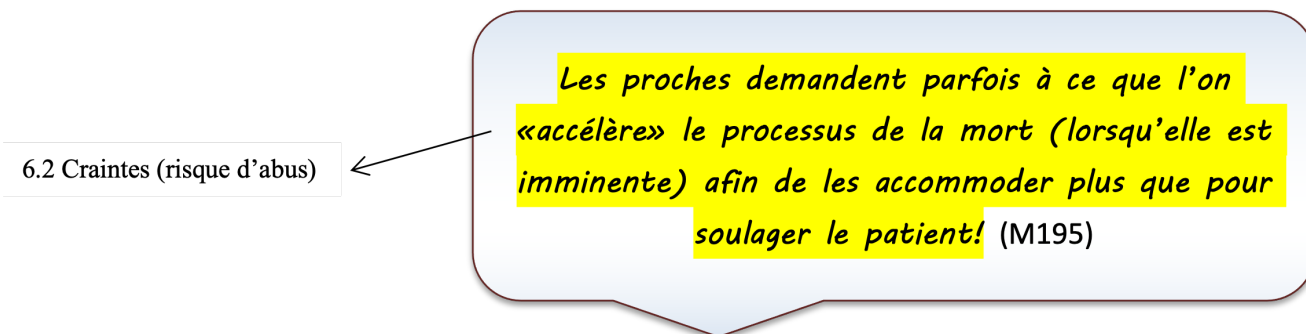 Les proches demandent parfois à ce que l’on
«accélère» le processus de la mort (lorsqu’elle est
imminente) afin de les accommoder plus que pour
soulager le patient! (M195)
6.2 Craintes (risque d’abus)